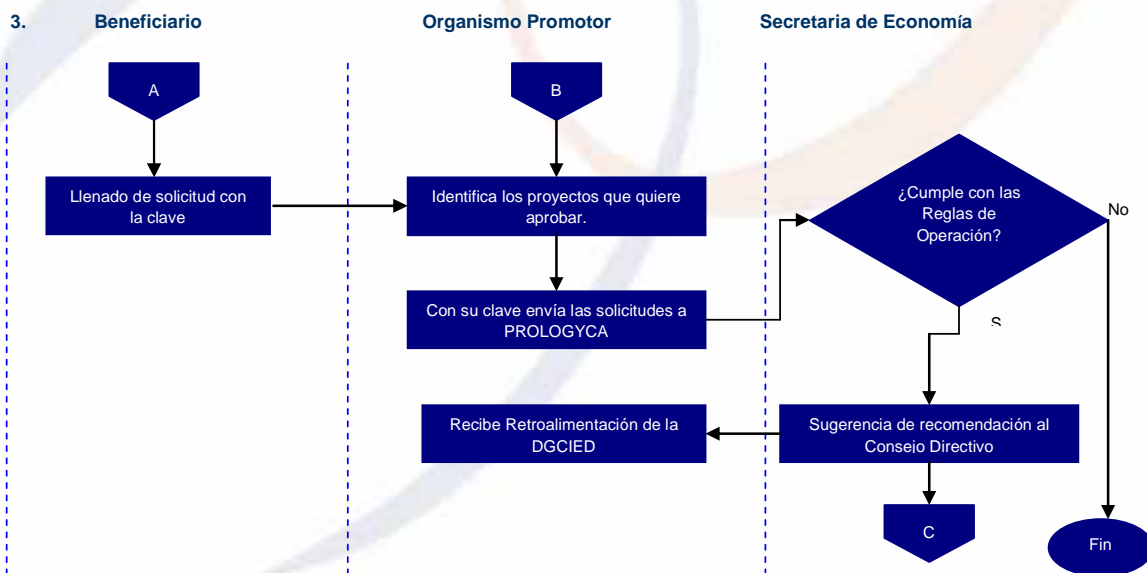 3. Beneficiario Organismo Promotor Secretaria de Economía
A
B
Llenado de solicitud con
la clave
Identifica los proyectos que quiere
aprobar.
¿Cumple con las
Reglas de
Operación?
No
Con su clave envía las solicitudes a
PROLOGYCA
S
Recibe Retroalimentación de la
DGCIED
Sugerencia de recomendación al
Consejo Directivo
C
Fin